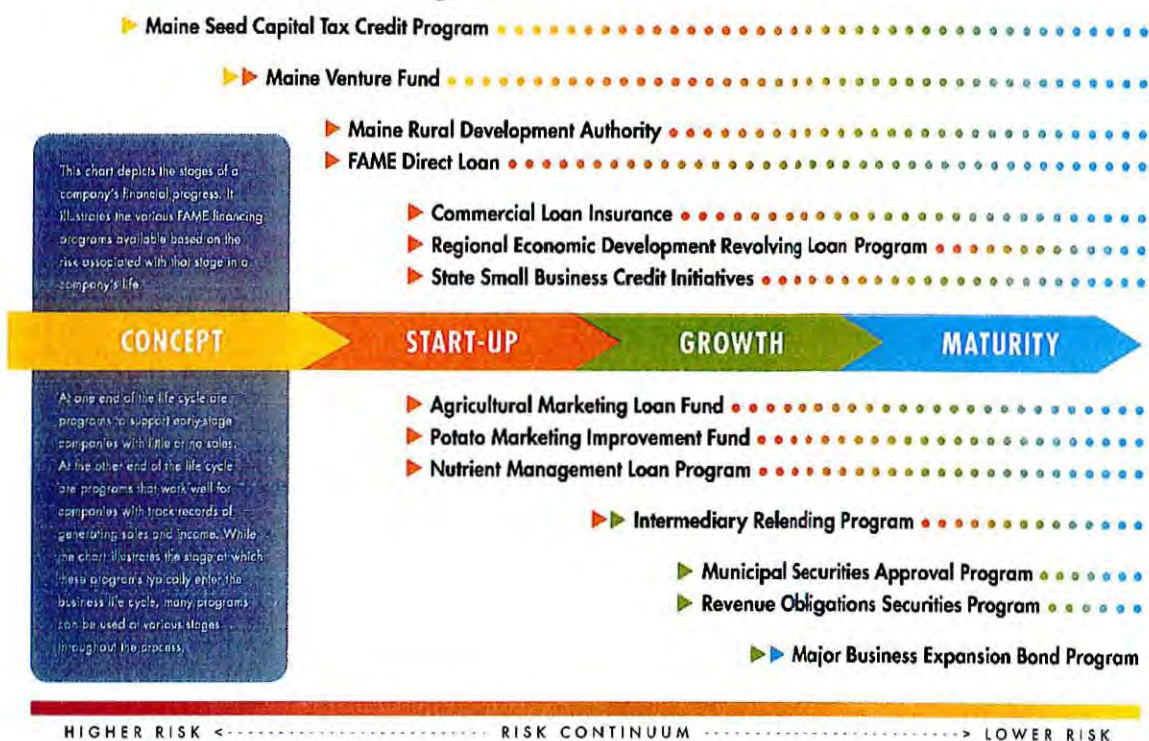 Maine Seed Capital Tax Credit Program
Maine Venture Fund
Maine Rural Development Authority
FAME Direct Loan
This chart depicts the stages of a
company's financial progress. It
illustrates the various FAME financing
programs available based on the
risk associated with that stage in a
company's life.
Commercial Loan Insurance
Regional Economic Development Revolving Loan Program
State Small Business Credit Initiatives
CONCEPT
START-UP
GROWTH
MATURITY
At one end of the life cycle are
programs to support early-stage
companies with little or no sales.
At the other end of the life cycle
are programs that work well for
companies with track records of
generating sales and income. While
the chart illustrates the stage at which
these programs typically enter the
business life cycle, many programs
can be used at various stages
throughout the process.
Agricultural Marketing Loan Fund
Potato Marketing Improvement Fund
Nutrient Management Loan Program
Intermediary Relending Program
Municipal Securities Approval Program
Revenue Obligations Securities Program
Major Business Expansion Bond Program
HIGHER RISK <- - - - - - - - - - RISK CONTINUUM - - - - - - - - - -> LOWER RISK